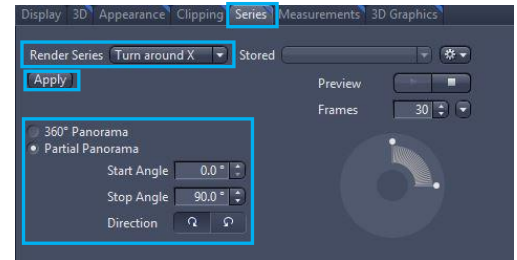 Display 3D Appearance Clipping Series Measurements 3D Graphics
Render Series Turn around X Stored
Apply Preview
Frames 30
360° Panorama
Partial Panorama
Start Angle 0.0 °
Stop Angle 90.0 °
Direction